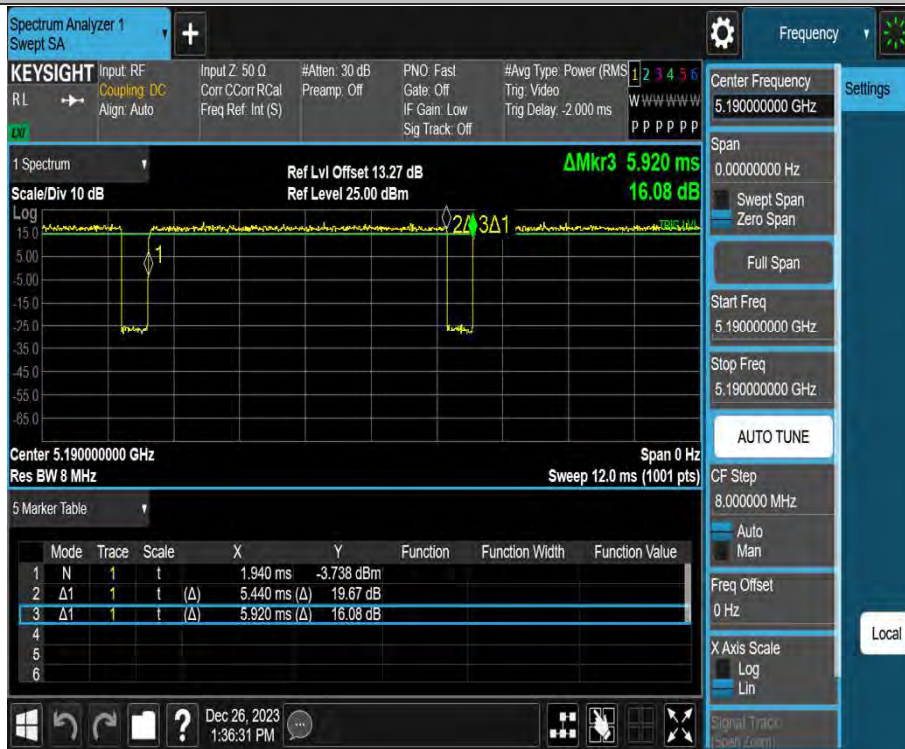 Spectrum Analyzer 1
Swept SA
+
Frequency
KEYSIGHT
RL
LXI
Input: RF
Coupling: DC
Align: Auto
Input Z: 50 Ω
Corr CCorr RCal
Freq Ref: Int (S)
#Atten: 30 dB
Preamp: Off
PNO: Fast
Gate: Off
IF Gain: Low
Sig Track: Off
#Avg Type: Power (RMS
Trig: Video
Trig Delay: -2.000 ms
1 2 3 4 5 6
W W W W W W
P P P P P P
1 Spectrum
Scale/Div 10 dB
Ref Lvl Offset 13.27 dB
Ref Level 25.00 dBm
ΔMkr3 5.920 ms
16.08 dB
Log
15.0
5.00
-5.00
-15.0
-25.0
-35.0
-45.0
-55.0
-65.0
1
2Δ
3Δ1
TRIG LVL
Center 5.190000000 GHz
Span 0 Hz
Res BW 8 MHz
Sweep 12.0 ms (1001 pts)
5 Marker Table
Mode Trace Scale X Y Function Function Width Function Value
1 N 1 t 1.940 ms -3.738 dBm
2 Δ1 1 t (Δ) 5.440 ms (Δ) 19.67 dB
3 Δ1 1 t (Δ) 5.920 ms (Δ) 16.08 dB
4
5
6
?
Dec 26, 2023
1:36:31 PM
Center Frequency
5.190000000 GHz
Settings
Span
0.00000000 Hz
Swept Span
Zero Span
Full Span
Start Freq
5.190000000 GHz
Stop Freq
5.190000000 GHz
AUTO TUNE
CF Step
8.000000 MHz
Auto
Man
Freq Offset
0 Hz
X Axis Scale
Log
Lin
Local
Signal Track
(Span Zoom)